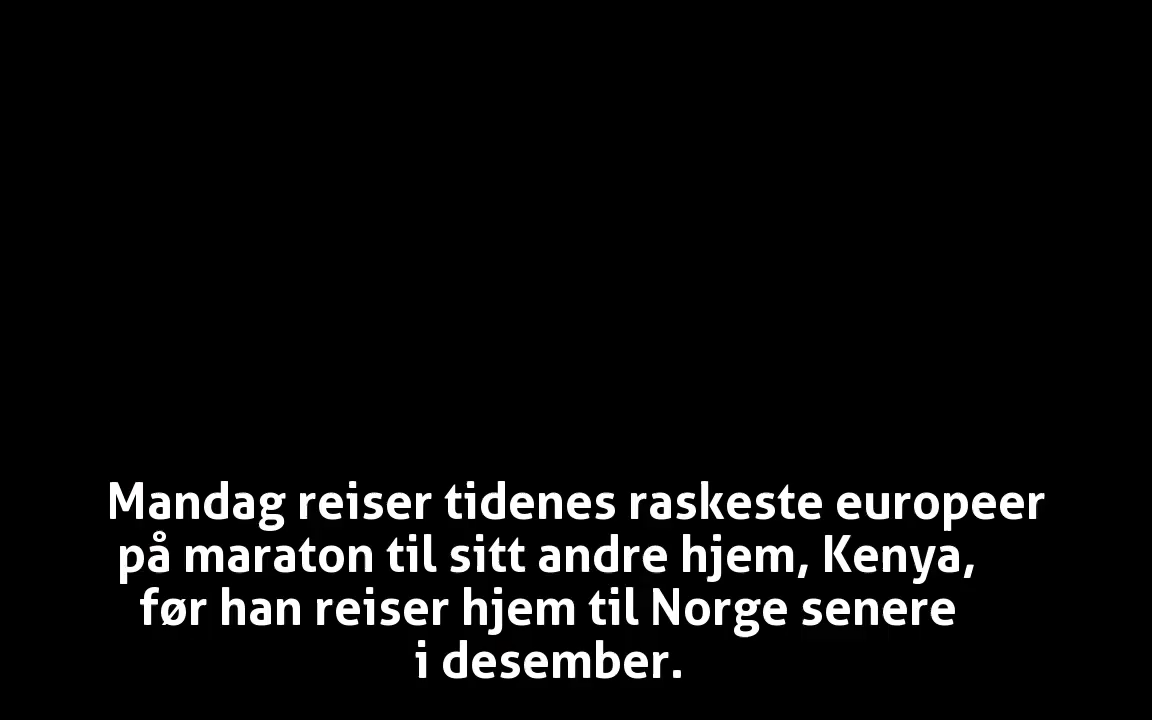 Mandag reiser tidenes raskeste europeer
på maraton til sitt andre hjem, Kenya,
før han reiser hjem til Norge senere
i desember.